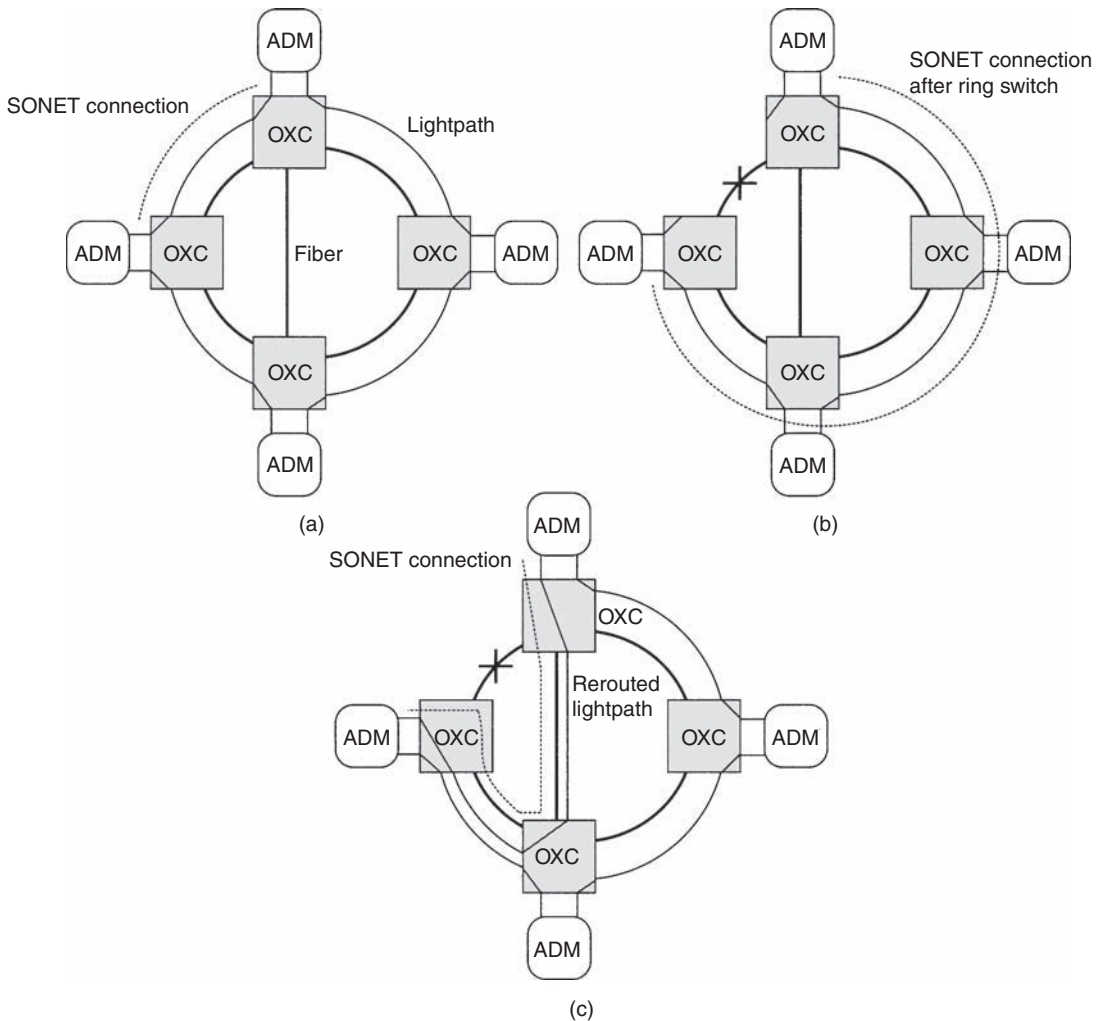 ADM
SONET connection
OXC
Lightpath
ADM
OXC
Fiber
OXC
ADM
OXC
ADM
(a)
ADM
SONET connection
after ring switch
OXC
ADM
OXC
OXC
ADM
OXC
ADM
(b)
ADM
SONET connection
OXC
Rerouted
lightpath
ADM
OXC
OXC
ADM
OXC
ADM
(c)